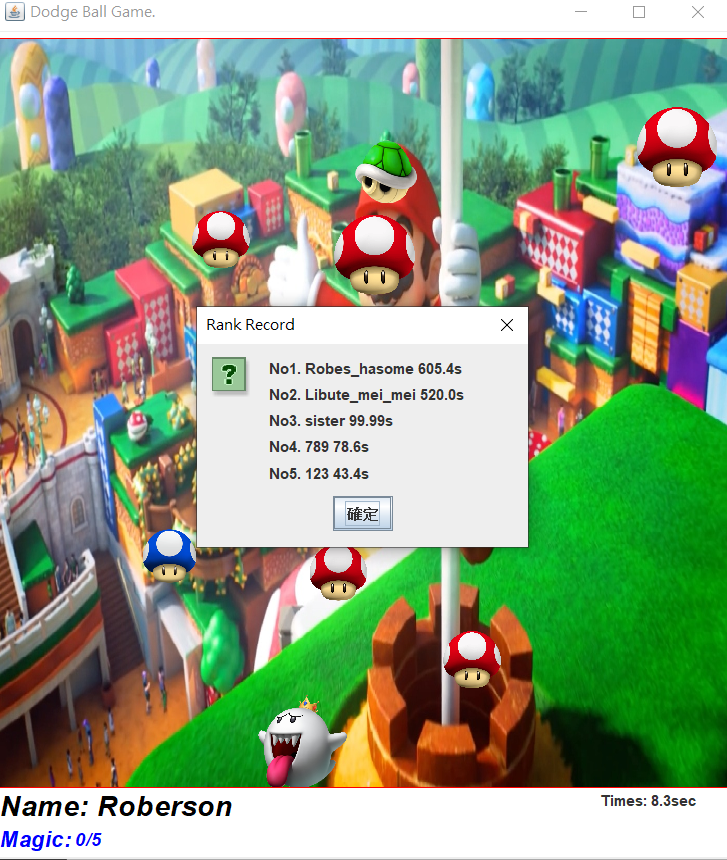 Dodge Ball Game.
Rank Record
No1. Robes_hasome 605.4s
No2. Libute_mei_mei 520.0s
No3. sister 99.99s
No4. 789 78.6s
No5. 123 43.4s
確定
Name: Roberson
Times: 8.3sec
Magic: 0/5